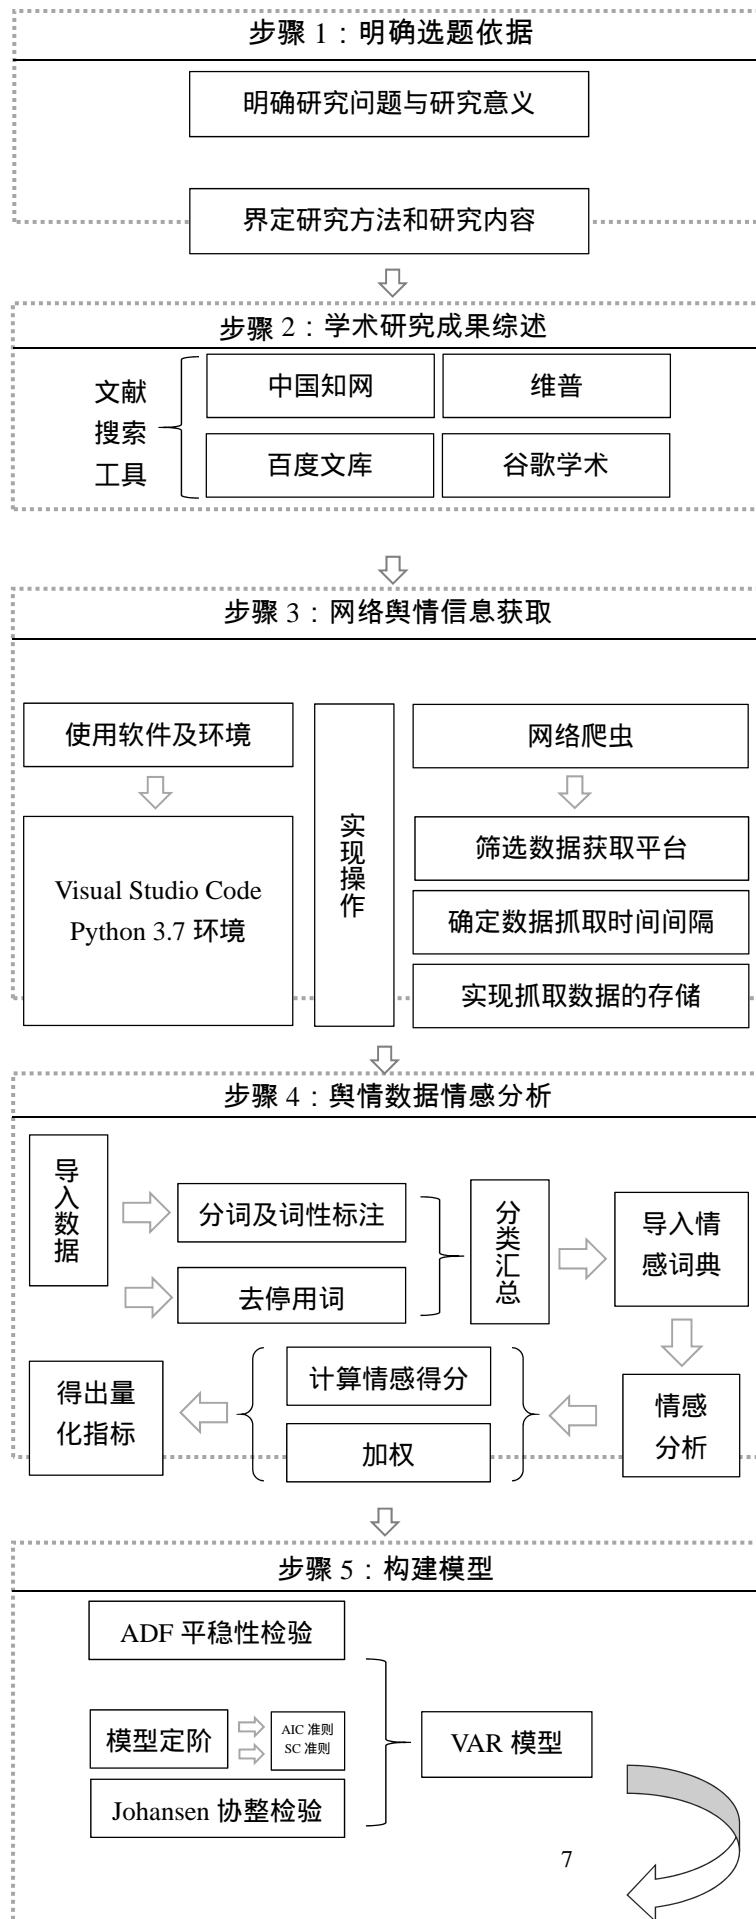 步骤 1：明确选题依据
明确研究问题与研究意义
界定研究方法和研究内容
步骤 2：学术研究成果综述
文献
搜索
工具
中国知网
维普
百度文库
谷歌学术
步骤 3：网络舆情信息获取
使用软件及环境
Visual Studio Code
Python 3.7 环境
实现操作
网络爬虫
筛选数据获取平台
确定数据抓取时间间隔
实现抓取数据的存储
步骤 4：舆情数据情感分析
导入数据
分词及词性标注
去停用词
分类汇总
导入情
感词典
情感
分析
计算情感得分
加权
得出量
化指标
步骤 5：构建模型
ADF 平稳性检验
模型定阶
AIC 准则
SC 准则
Johansen 协整检验
VAR 模型
7